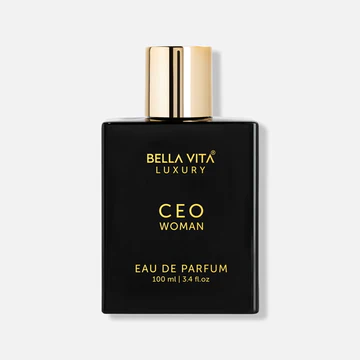 BELLA VITA®
LUXURY
CEO
WOMAN
EAU DE PARFUM
100 ml | 3.4 fl.oz